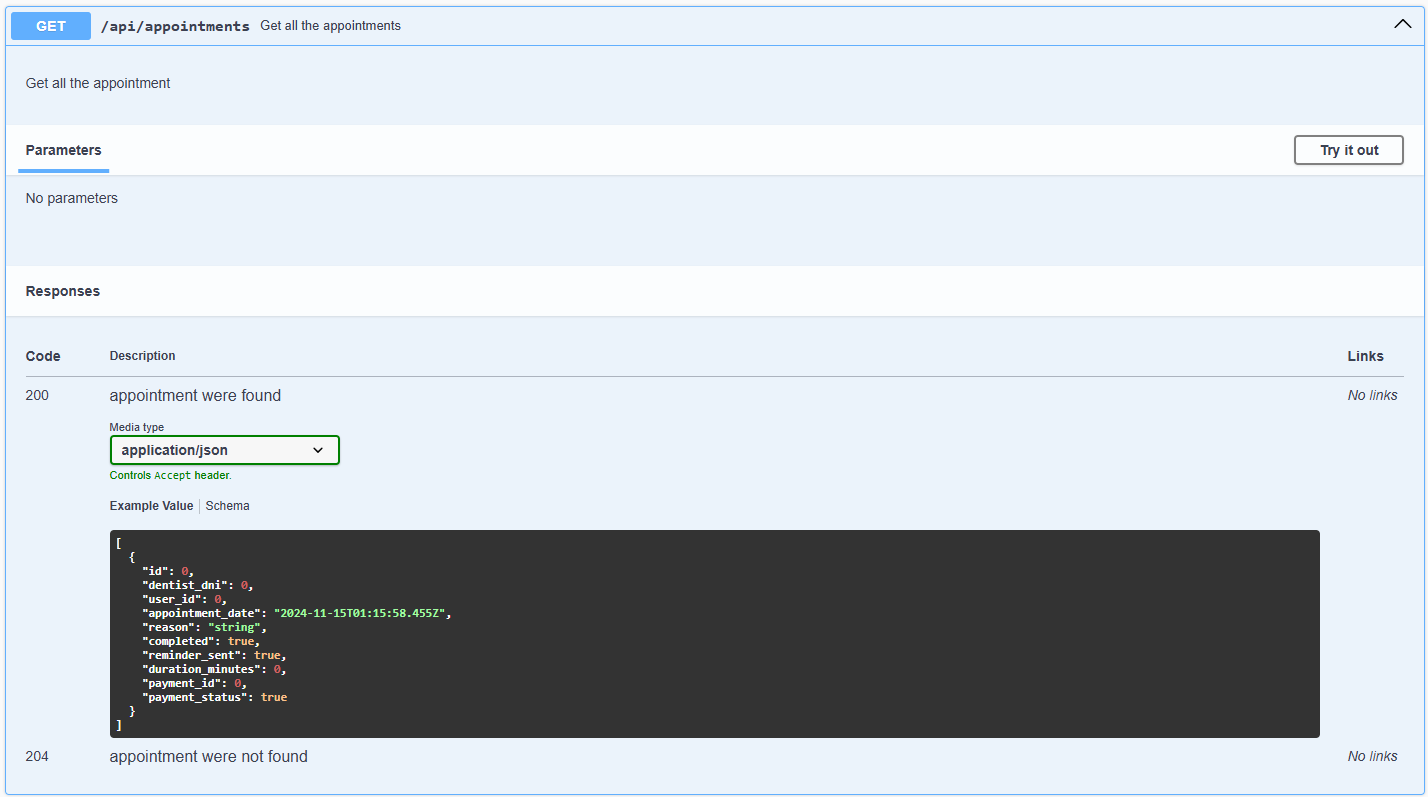 GET /api/appointments Get all the appointments
Get all the appointment
Parameters Try it out
No parameters
Responses
Code Description Links
200 appointment were found No links
Media type
application/json
Controls Accept header.
Example Value Schema
[
  {
    "id": 0,
    "dentist_dni": 0,
    "user_id": 0,
    "appointment_date": "2024-11-15T01:15:58.455Z",
    "reason": "string",
    "completed": true,
    "reminder_sent": true,
    "duration_minutes": 0,
    "payment_id": 0,
    "payment_status": true
  }
]
204 appointment were not found No links